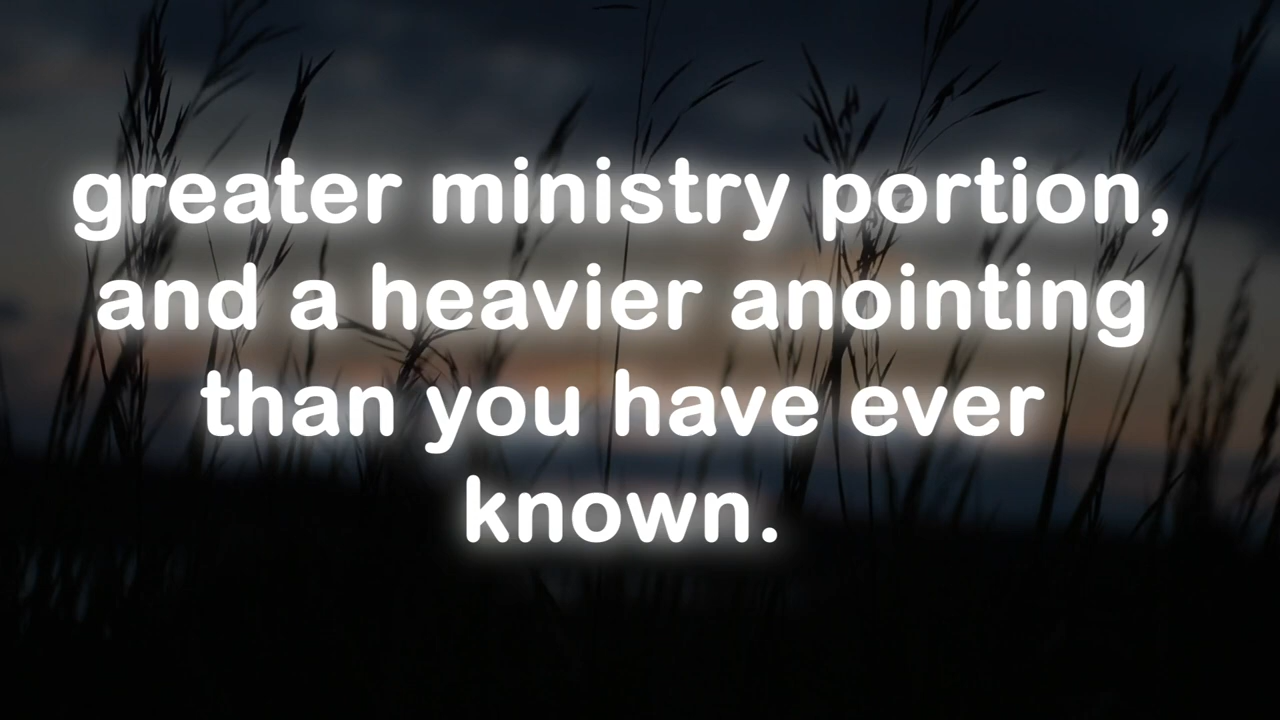 greater ministry portion,
and a heavier anointing
than you have ever
known.